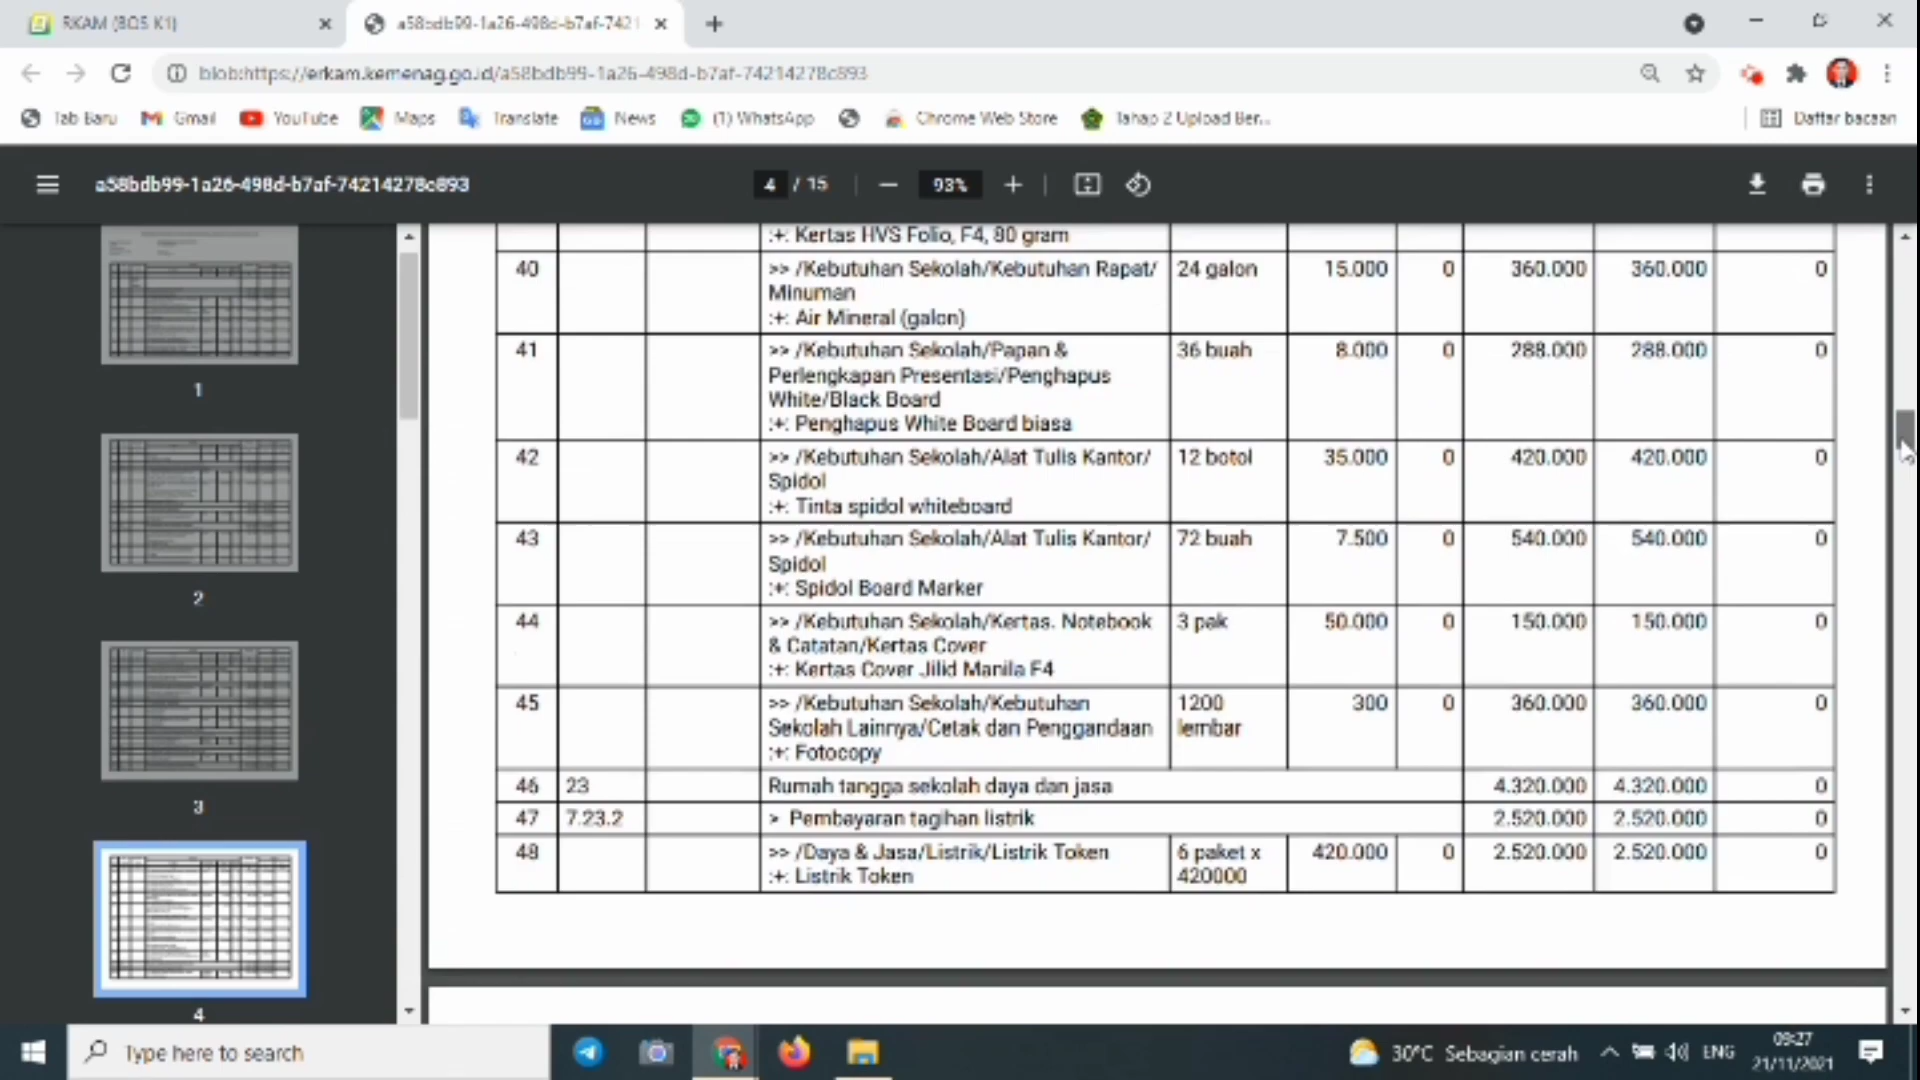 RKAM (BOS K1)
a58bdb99-1a26-498d-b7af-7421
blob:https://erkam.kemenag.go.id/a58bdb99-1a26-498d-b7af-74214278c893
Tab Baru
Gmail
YouTube
Maps
Translate
News
(1) WhatsApp
Chrome Web Store
Tahap 2 Upload Ber...
Daftar bacaan
a58bdb99-1a26-498d-b7af-74214278c893
4 / 15
93%
1
2
3
4
:+: Kertas HVS Folio, F4, 80 gram
40 >> /Kebutuhan Sekolah/Kebutuhan Rapat/ 24 galon 15.000 0 360.000 360.000 0
Minuman
:+: Air Mineral (galon)
41 >> /Kebutuhan Sekolah/Papan & 36 buah 8.000 0 288.000 288.000 0
Perlengkapan Presentasi/Penghapus
White/Black Board
:+: Penghapus White Board biasa
42 >> /Kebutuhan Sekolah/Alat Tulis Kantor/ 12 botol 35.000 0 420.000 420.000 0
Spidol
:+: Tinta spidol whiteboard
43 >> /Kebutuhan Sekolah/Alat Tulis Kantor/ 72 buah 7.500 0 540.000 540.000 0
Spidol
:+: Spidol Board Marker
44 >> /Kebutuhan Sekolah/Kertas. Notebook 3 pak 50.000 0 150.000 150.000 0
& Catatan/Kertas Cover
:+: Kertas Cover Jilid Manila F4
45 >> /Kebutuhan Sekolah/Kebutuhan 1200 300 0 360.000 360.000 0
Sekolah Lainnya/Cetak dan Penggandaan lembar
:+: Fotocopy
46 23 Rumah tangga sekolah daya dan jasa 4.320.000 4.320.000 0
47 7.23.2 > Pembayaran tagihan listrik 2.520.000 2.520.000 0
48 >> /Daya & Jasa/Listrik/Listrik Token 6 paket x 420.000 0 2.520.000 2.520.000 0
:+: Listrik Token 420000
Type here to search
30°C Sebagian cerah
ENG
09:27
21/11/2021